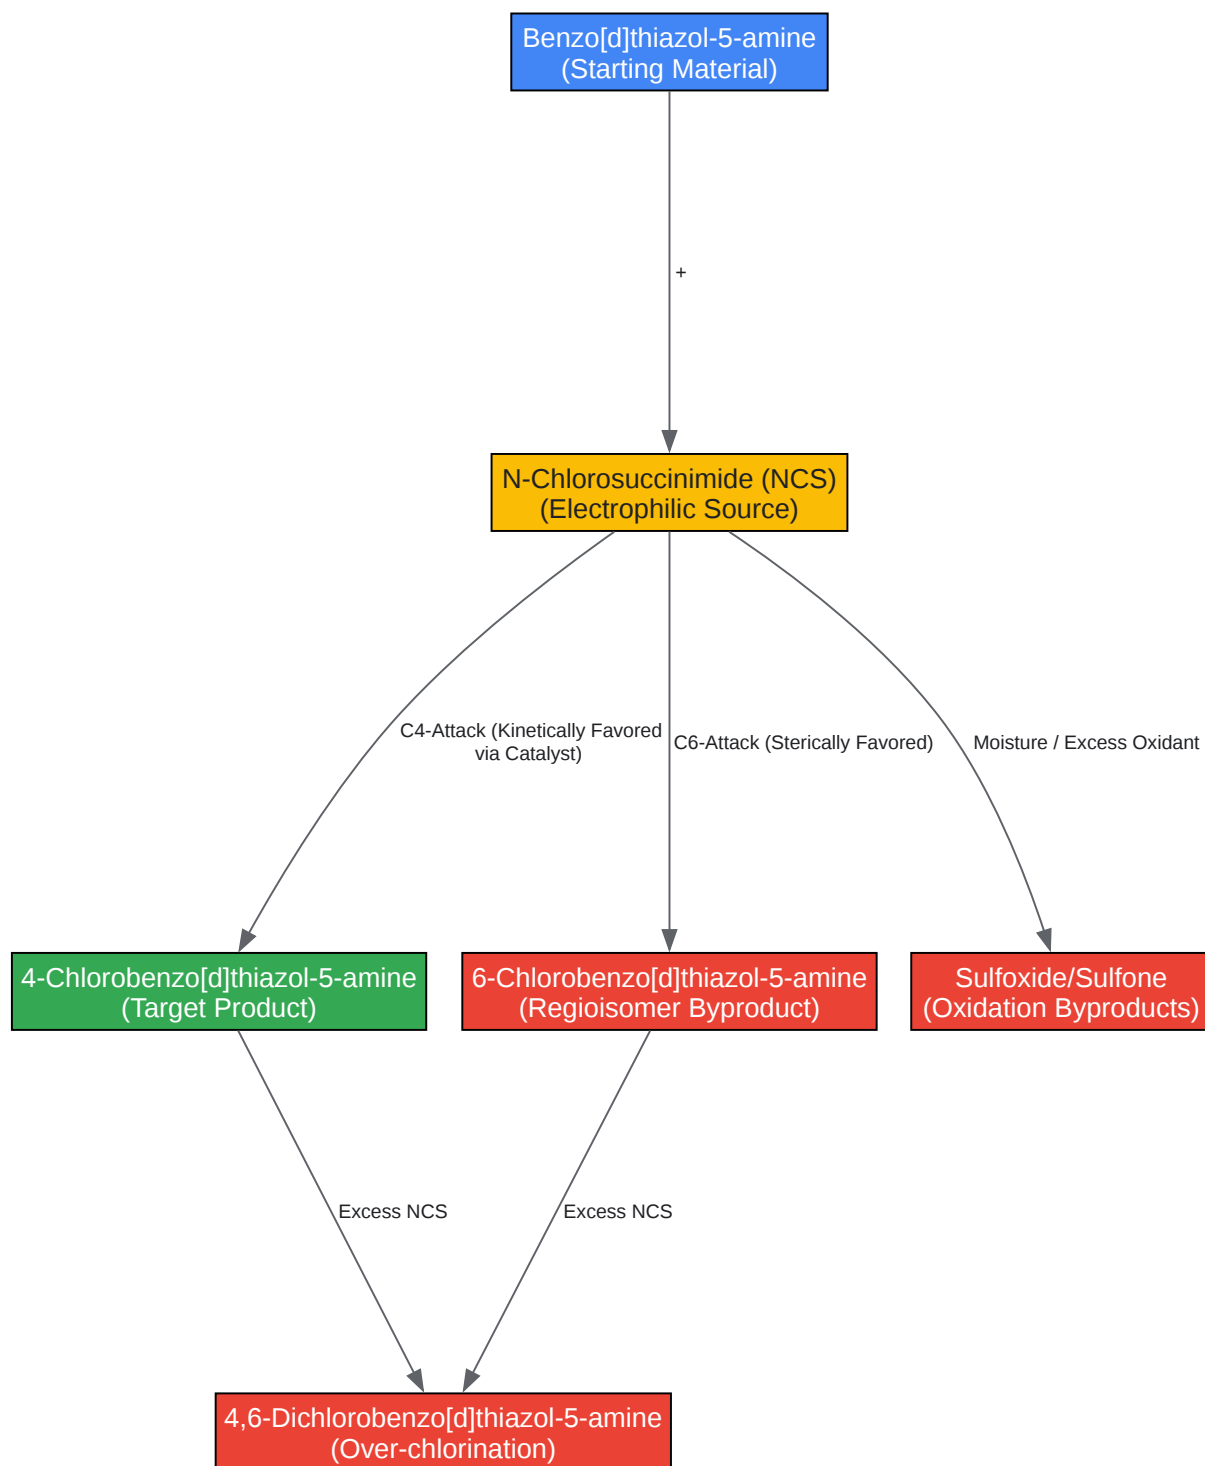 Benzo[d]thiazol-5-amine
(Starting Material)
+
N-Chlorosuccinimide (NCS)
(Electrophilic Source)
C4-Attack (Kinetically Favored
via Catalyst)
C6-Attack (Sterically Favored)
Moisture / Excess Oxidant
4-Chlorobenzo[d]thiazol-5-amine
(Target Product)
6-Chlorobenzo[d]thiazol-5-amine
(Regioisomer Byproduct)
Sulfoxide/Sulfone
(Oxidation Byproducts)
Excess NCS
Excess NCS
4,6-Dichlorobenzo[d]thiazol-5-amine
(Over-chlorination)